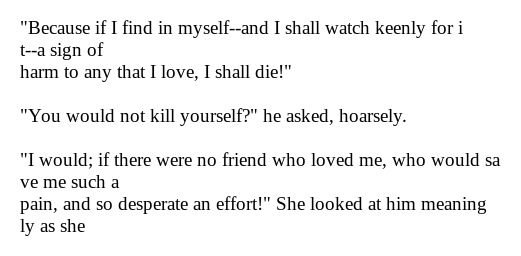 "Because if I find in myself--and I shall watch keenly for i
t--a sign of
harm to any that I love, I shall die!"
"You would not kill yourself?" he asked, hoarsely.
"I would; if there were no friend who loved me, who would sa
ve me such a
pain, and so desperate an effort!" She looked at him meaning
ly as she